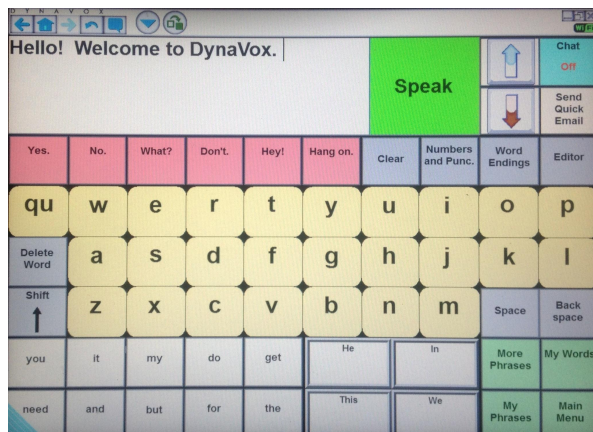 DYNAVOX
Hello!  Welcome to DynaVox.
Speak
Chat
Off
Send
Quick
Email
Yes.
No.
What?
Don't.
Hey!
Hang on.
Clear
Numbers
and Punc.
Word
Endings
Editor
qu
w
e
r
t
y
u
i
o
p
Delete
Word
a
s
d
f
g
h
j
k
l
Shift
z
x
c
v
b
n
m
Space
Back
space
you
it
my
do
get
He
In
More
Phrases
My Words
need
and
but
for
the
This
We
My
Phrases
Main
Menu